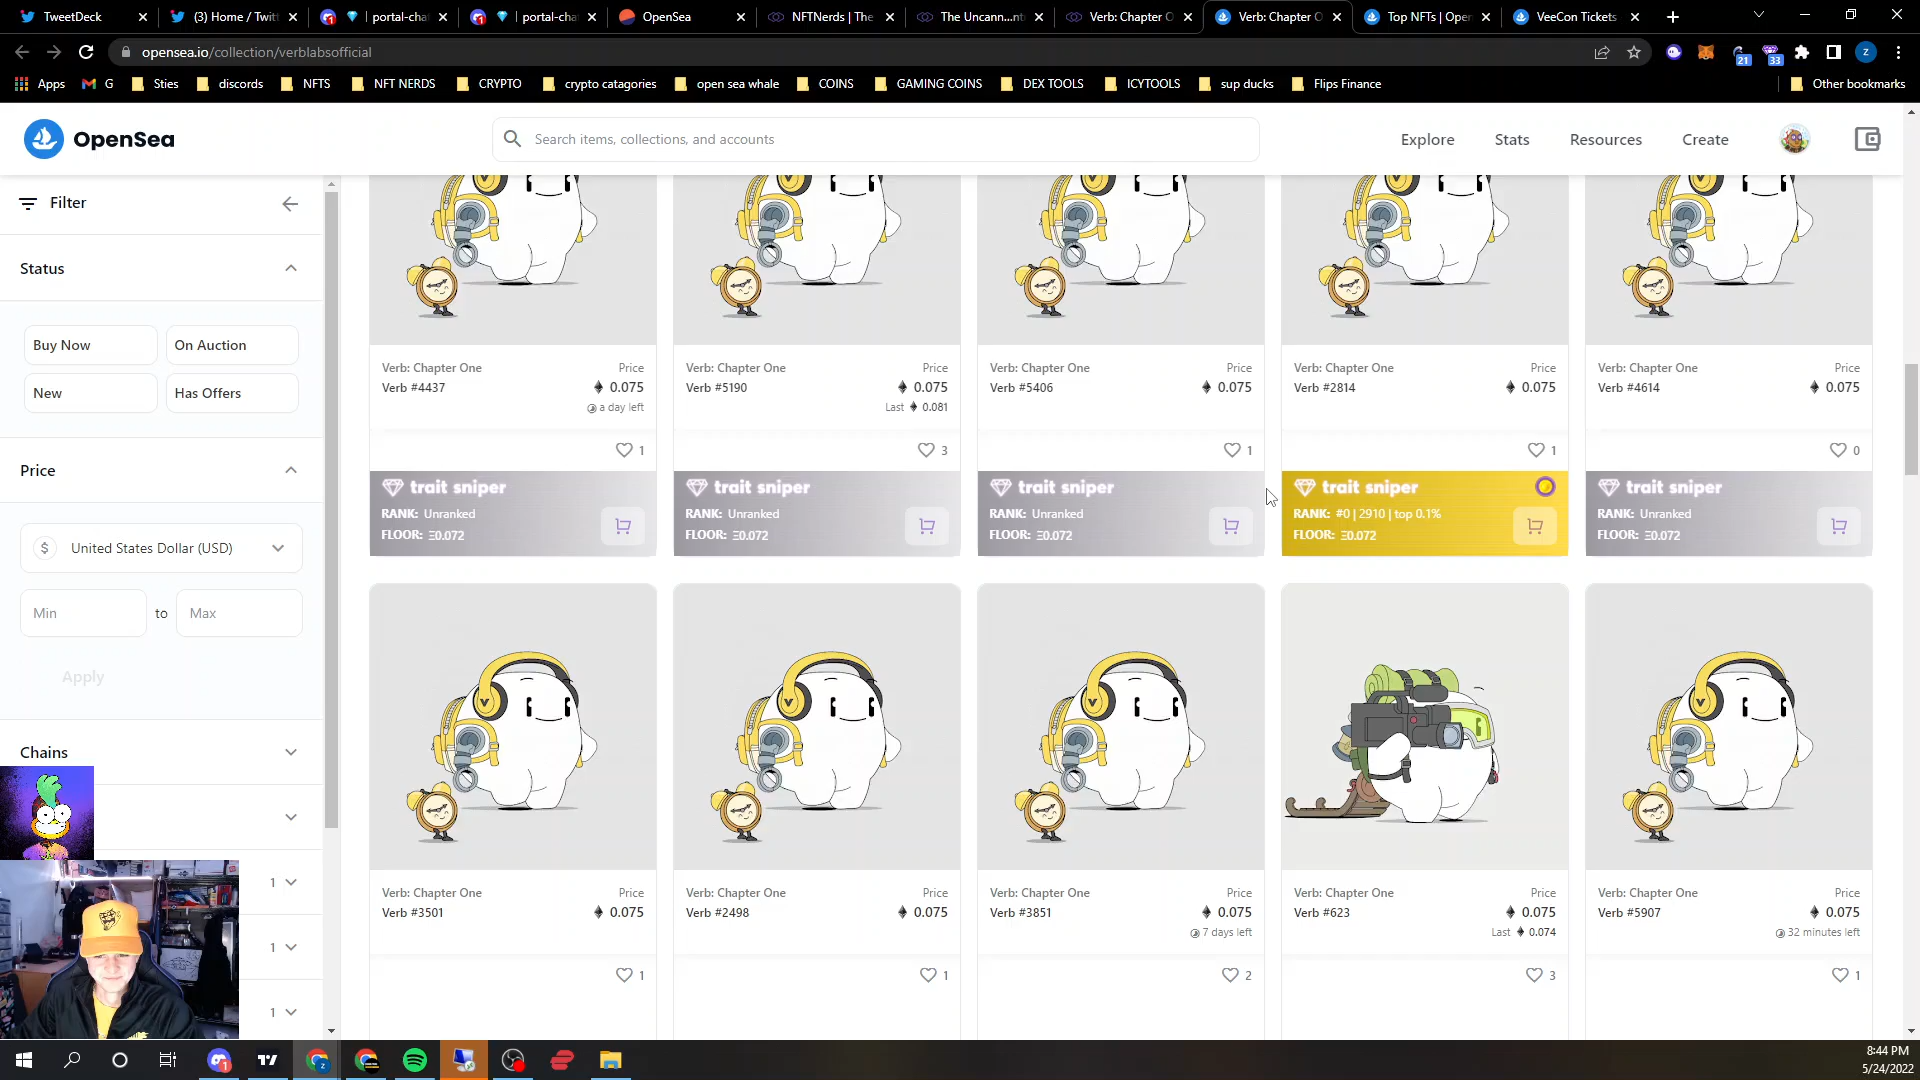 TweetDeck
(3) Home / Twit
portal-cha
portal-cha
OpenSea
NFTNerds | The
The Uncann...nt
Verb: Chapter O
Verb: Chapter O
Top NFTs | Open
VeeCon Tickets
opensea.io/collection/verblabsofficial
21
33
Z
Apps
G
Sties
discords
NFTS
NFT NERDS
CRYPTO
crypto catagories
open sea whale
COINS
GAMING COINS
DEX TOOLS
ICYTOOLS
sup ducks
Flips Finance
Other bookmarks
OpenSea
Search items, collections, and accounts
Explore
Stats
Resources
Create
Filter
Status
Buy Now
On Auction
New
Has Offers
Price
$ United States Dollar (USD)
Min
to
Max
Apply
Chains
1
1
1
Verb: Chapter One Price
Verb #4437 0.075
a day left
1
trait sniper
RANK: Unranked
FLOOR: Ξ0.072
Verb: Chapter One Price
Verb #5190 0.075
Last 0.081
3
trait sniper
RANK: Unranked
FLOOR: Ξ0.072
Verb: Chapter One Price
Verb #5406 0.075
1
trait sniper
RANK: Unranked
FLOOR: Ξ0.072
Verb: Chapter One Price
Verb #2814 0.075
1
trait sniper
RANK: #0 | 2910 | top 0.1%
FLOOR: Ξ0.072
Verb: Chapter One Price
Verb #4614 0.075
0
trait sniper
RANK: Unranked
FLOOR: Ξ0.072
Verb: Chapter One Price
Verb #3501 0.075
1
Verb: Chapter One Price
Verb #2498 0.075
1
Verb: Chapter One Price
Verb #3851 0.075
7 days left
2
Verb: Chapter One Price
Verb #623 0.075
Last 0.074
3
Verb: Chapter One Price
Verb #5907 0.075
32 minutes left
1
8:44 PM
5/24/2022